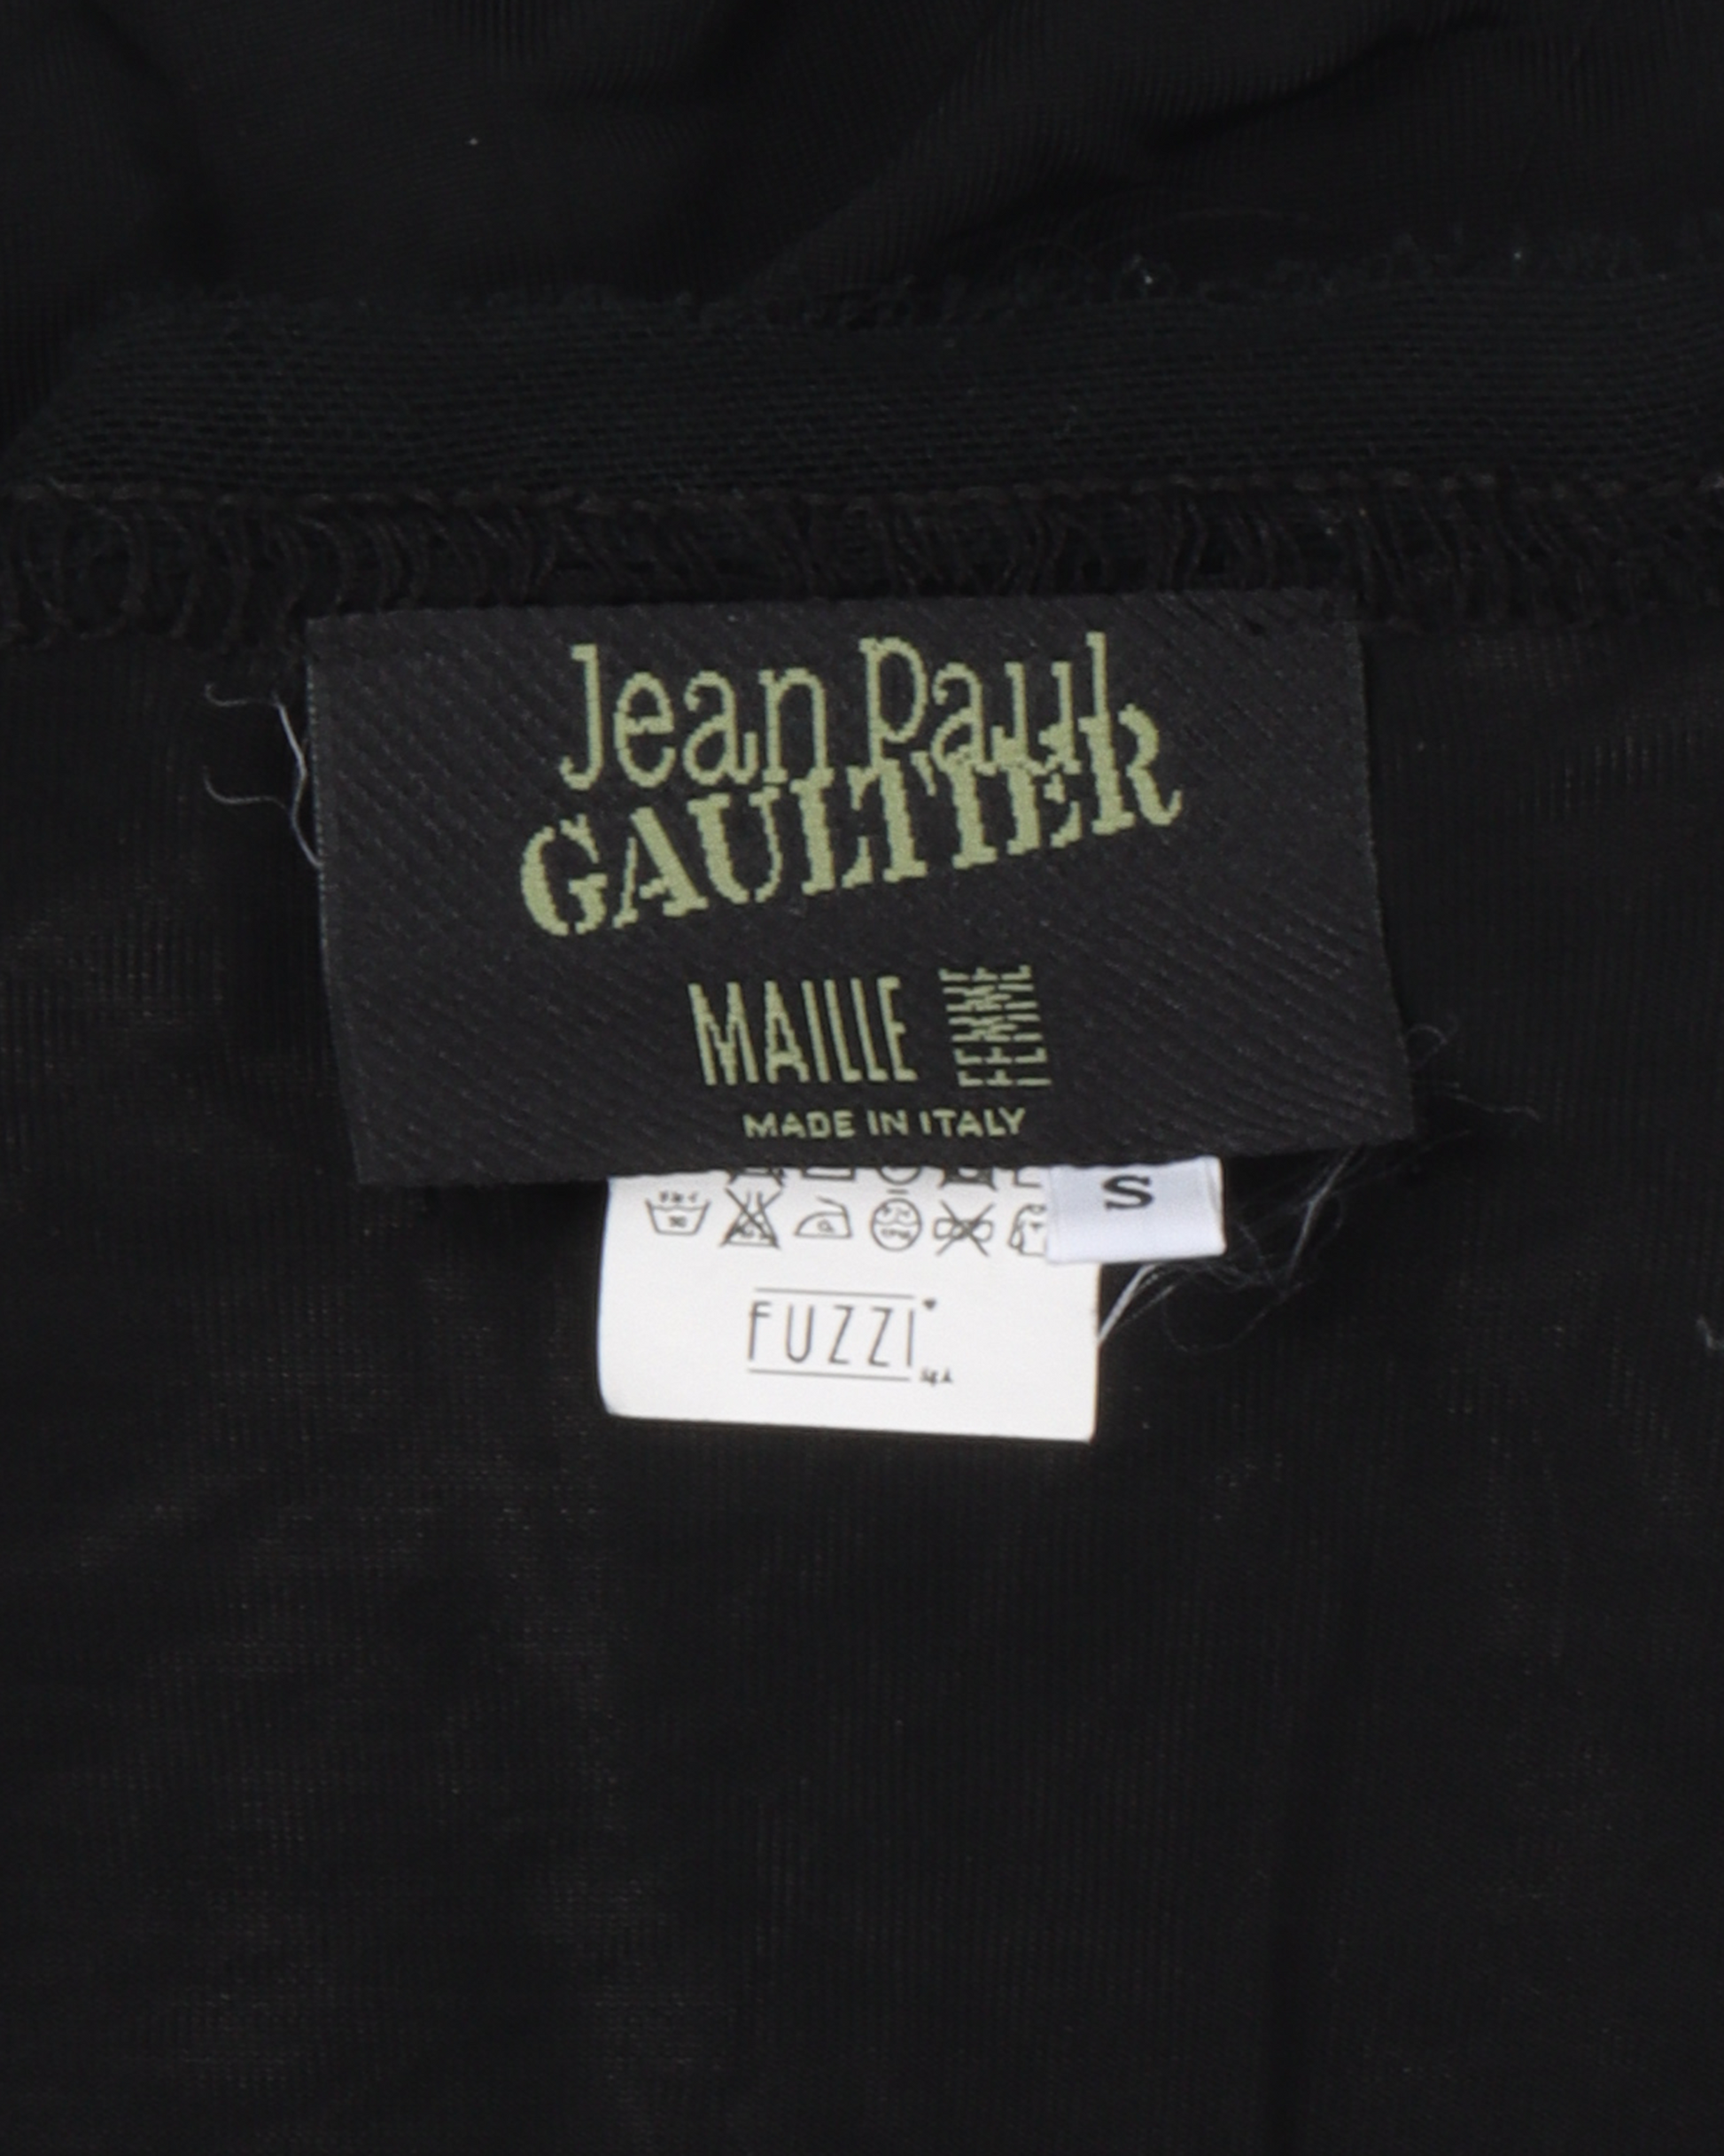 Jean Paul
GAULTIER
MAILLE FEMME
MADE IN ITALY
S
FUZZI